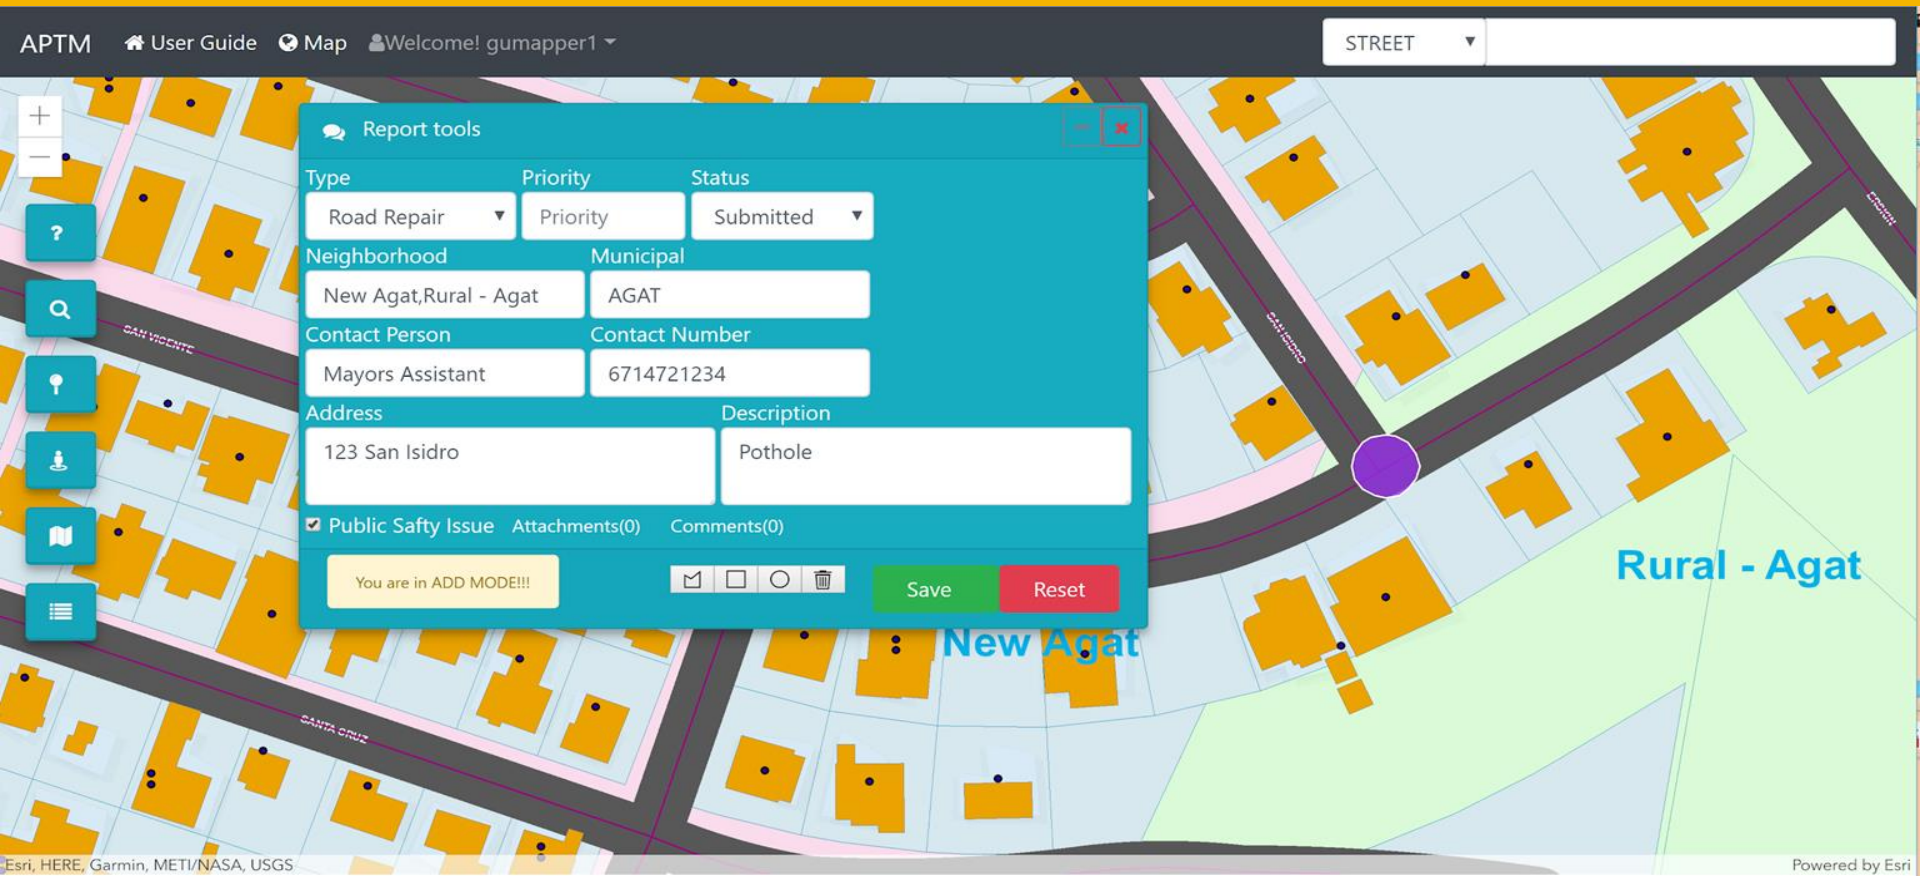 APTM User Guide Map Welcome! gumapper1 STREET
Report tools
Type Priority Status
Road Repair Priority Submitted
Neighborhood Municipal
New Agat,Rural - Agat AGAT
Contact Person Contact Number
Mayors Assistant 6714721234
Address Description
123 San Isidro Pothole
Public Safty Issue Attachments(0) Comments(0)
You are in ADD MODE!!! Save Reset
SAN VICENTE
SAN ISIDRO
ERSKIN
Rural - Agat
New Agat
SANTA CRUZ
Esri, HERE, Garmin, METI/NASA, USGS
Powered by Esri